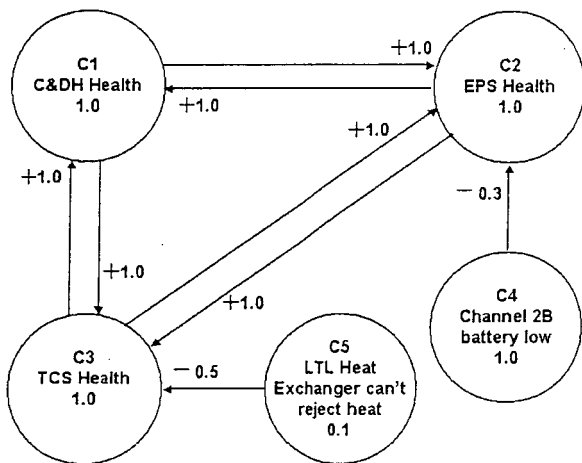 C1
C&DH Health
1.0
+1.0
+1.0
C2
EPS Health
1.0
+1.0
+1.0
+1.0
+1.0
- 0.3
C3
TCS Health
1.0
- 0.5
C5
LTL Heat
Exchanger can't
reject heat
0.1
C4
Channel 2B
battery low
1.0